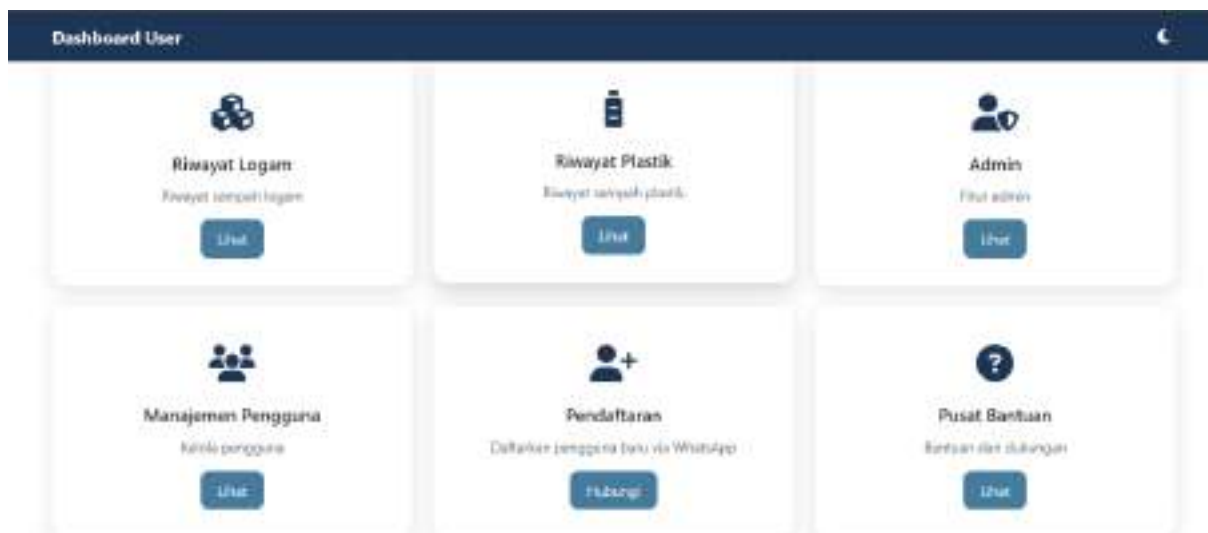 Dashboard User
Riwayat Logam
Riwayat sampah logam
Lihat
Riwayat Plastik
Riwayat sampah plastik
Lihat
Admin
Fitur admin
Lihat
Manajemen Pengguna
Kelola pengguna
Lihat
Pendaftaran
Daftarkan pengguna baru via WhatsApp
Hubungi
Pusat Bantuan
Bantuan dan dukungan
Lihat